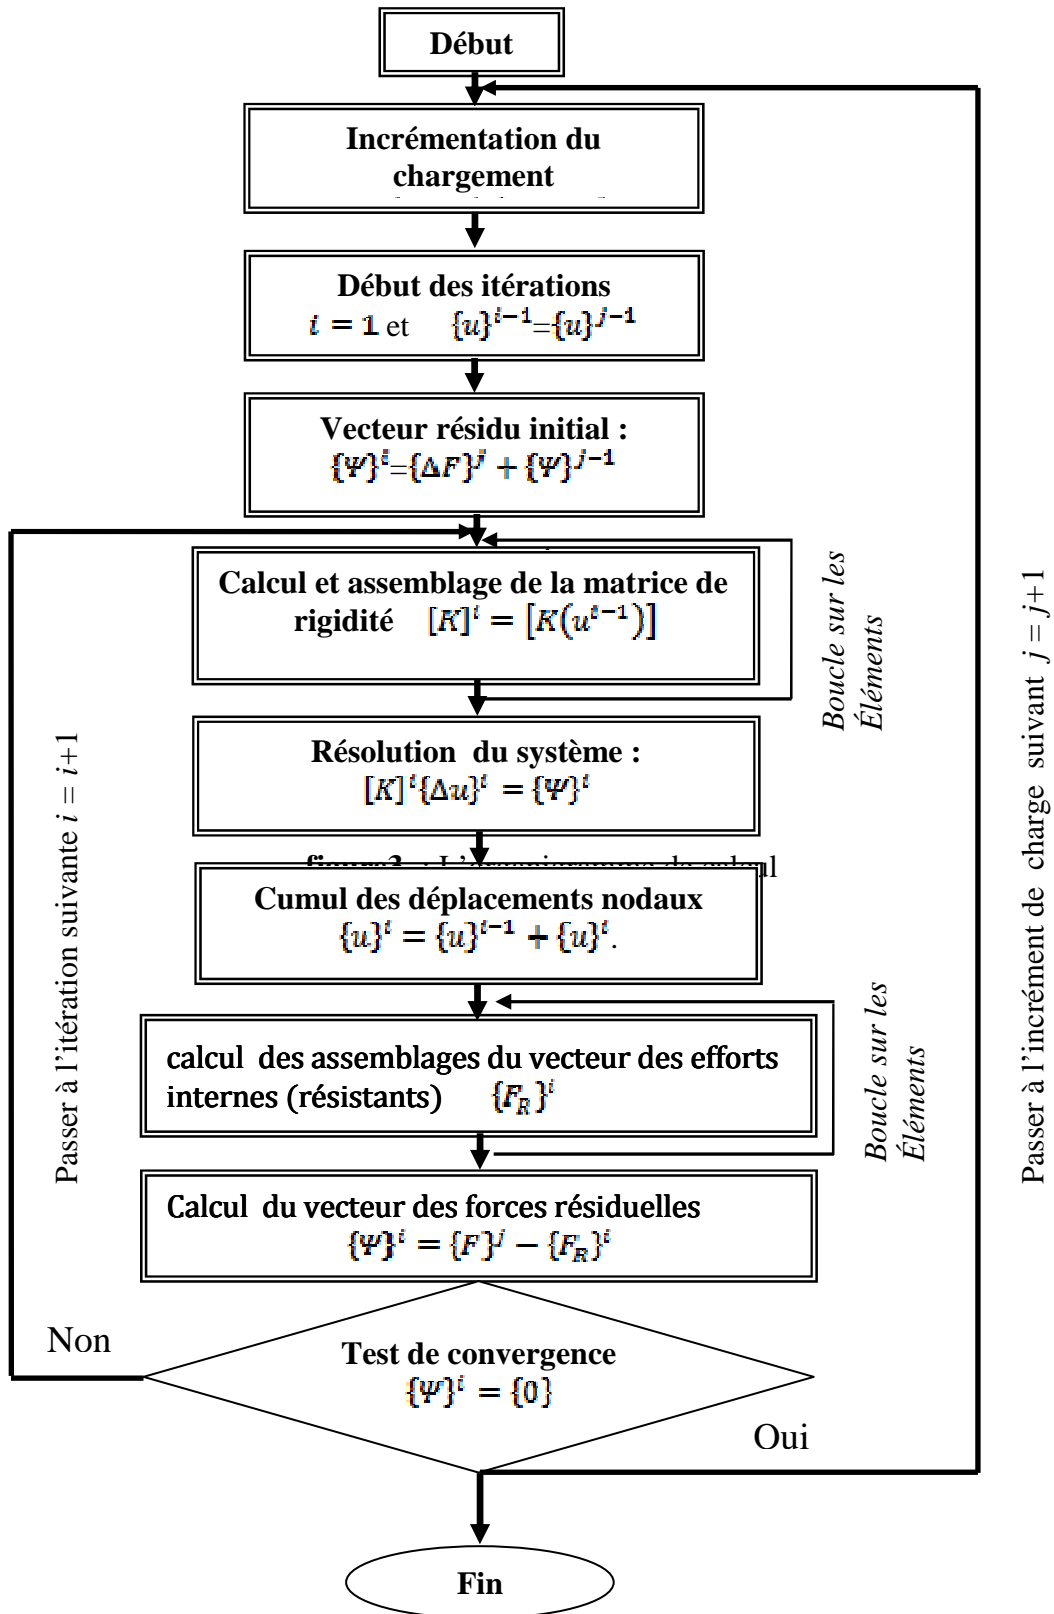 Début
Incrémentation du
chargement
Début des itérations
i = 1 et {u}^{i−1}={u}^{j−1}
Vecteur résidu initial :
{Ψ}^i={ΔF}^j + {Ψ}^{j−1}
Calcul et assemblage de la matrice de
rigidité [K]^i = [K(u^{i−1})]
Boucle sur les
Éléments
Résolution du système :
[K]^i{Δu}^i = {Ψ}^i
figure3 : L'organigramme de calcul
Cumul des déplacements nodaux
{u}^i = {u}^{i−1} + {u}^i.
calcul des assemblages du vecteur des efforts
internes (résistants) {F_R}^i
Boucle sur les
Éléments
Calcul du vecteur des forces résiduelles
{Ψ}^i = {F}^j − {F_R}^i
Test de convergence
{Ψ}^i = {0}
Non
Oui
Passer à l'itération suivante i = i+1
Passer à l'incrément de charge suivant j = j+1
Fin